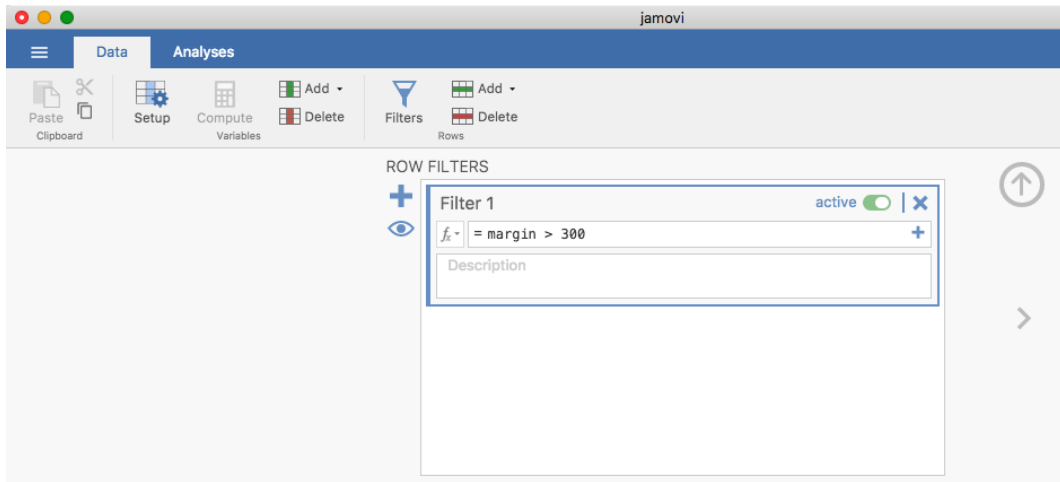 jamovi
Data Analyses
Paste Setup Compute Add Delete Filters Add Delete
Clipboard Variables Rows
ROW FILTERS
Filter 1 active
fx = margin > 300
Description